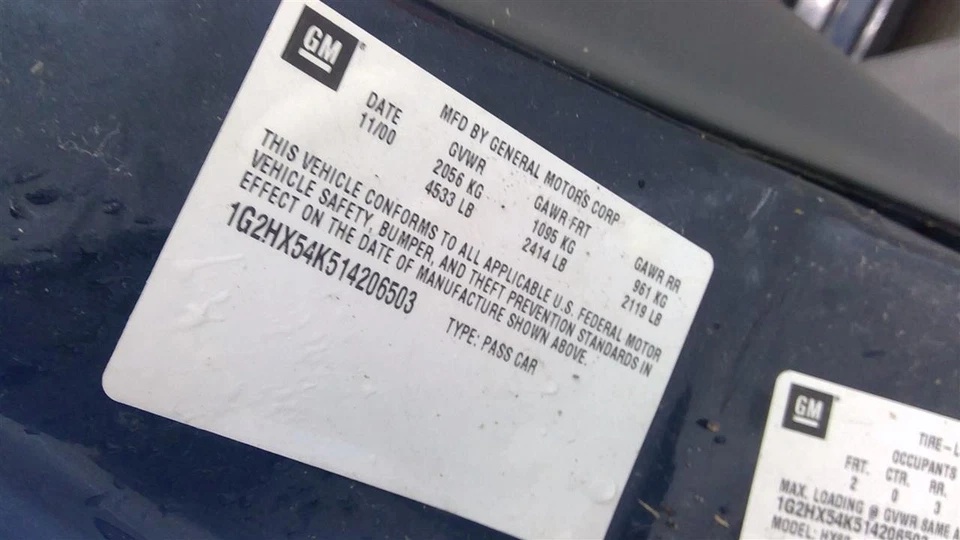 GM
MFD BY GENERAL MOTORS CORP
DATE GVWR GAWR FRT GAWR RR
11/00 2056 KG 1095 KG 961 KG
4533 LB 2414 LB 2119 LB
THIS VEHICLE CONFORMS TO ALL APPLICABLE U.S. FEDERAL MOTOR
VEHICLE SAFETY, BUMPER, AND THEFT PREVENTION STANDARDS IN
EFFECT ON THE DATE OF MANUFACTURE SHOWN ABOVE.
1G2HX54K514206503 TYPE: PASS CAR
GM
OCCUPANTS
FRT. CTR. RR.
2 0 3
MAX. LOADING @ GVWR SAME
1G2HX54K514206503
MODEL: